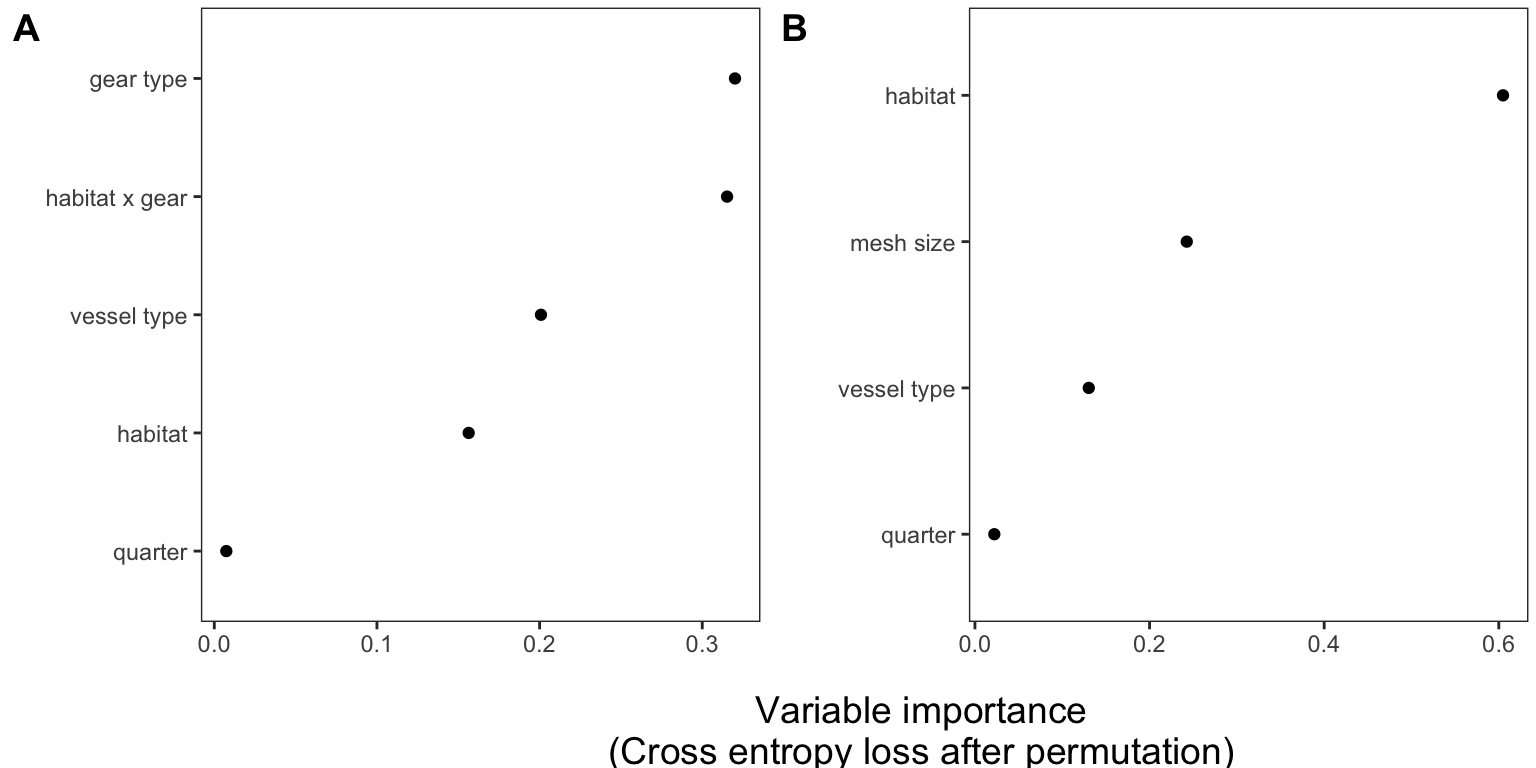 A
gear type
habitat x gear
vessel type
habitat
quarter
0.0 0.1 0.2 0.3
B
habitat
mesh size
vessel type
quarter
0.0 0.2 0.4 0.6
Variable importance
(Cross entropy loss after permutation)